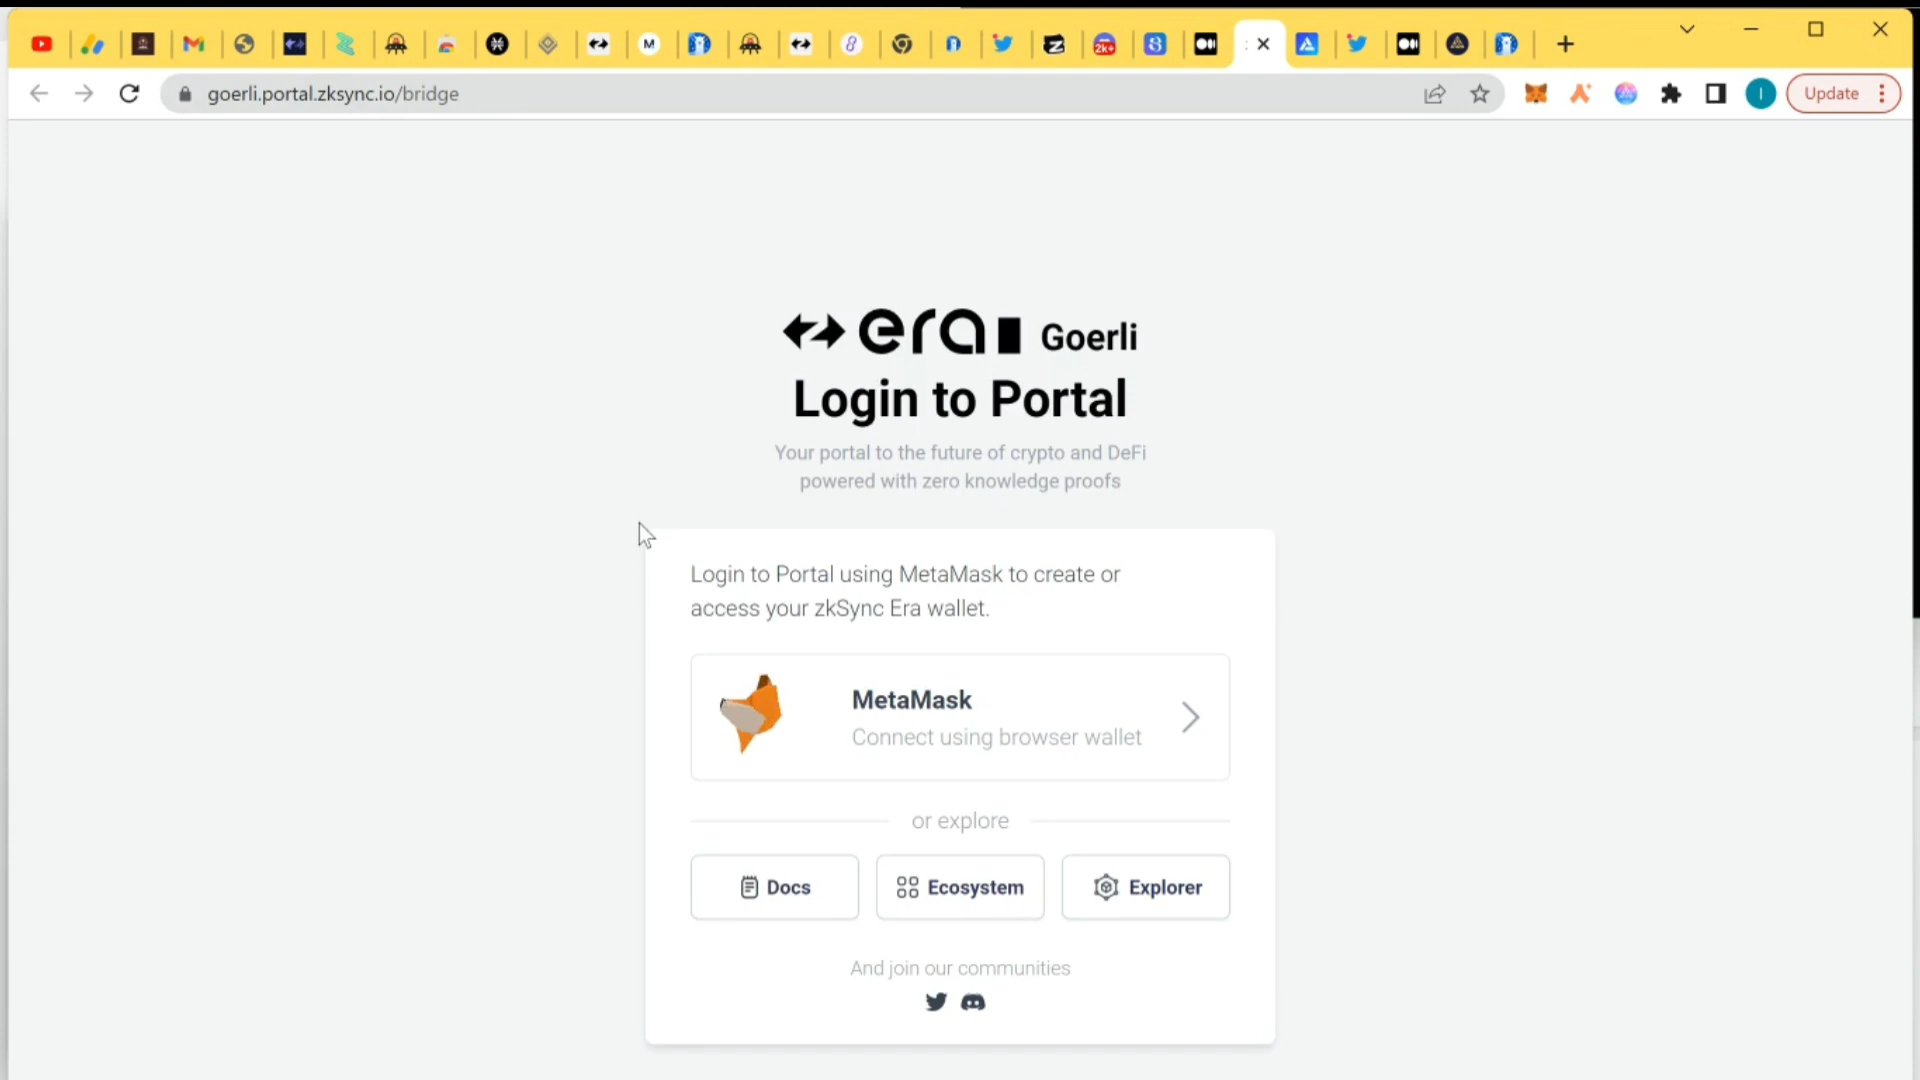 M
2k+
goerli.portal.zksync.io/bridge
I
Update
era Goerli
Login to Portal
Your portal to the future of crypto and DeFi
powered with zero knowledge proofs
Login to Portal using MetaMask to create or
access your zkSync Era wallet.
MetaMask
Connect using browser wallet
or explore
Docs
Ecosystem
Explorer
And join our communities